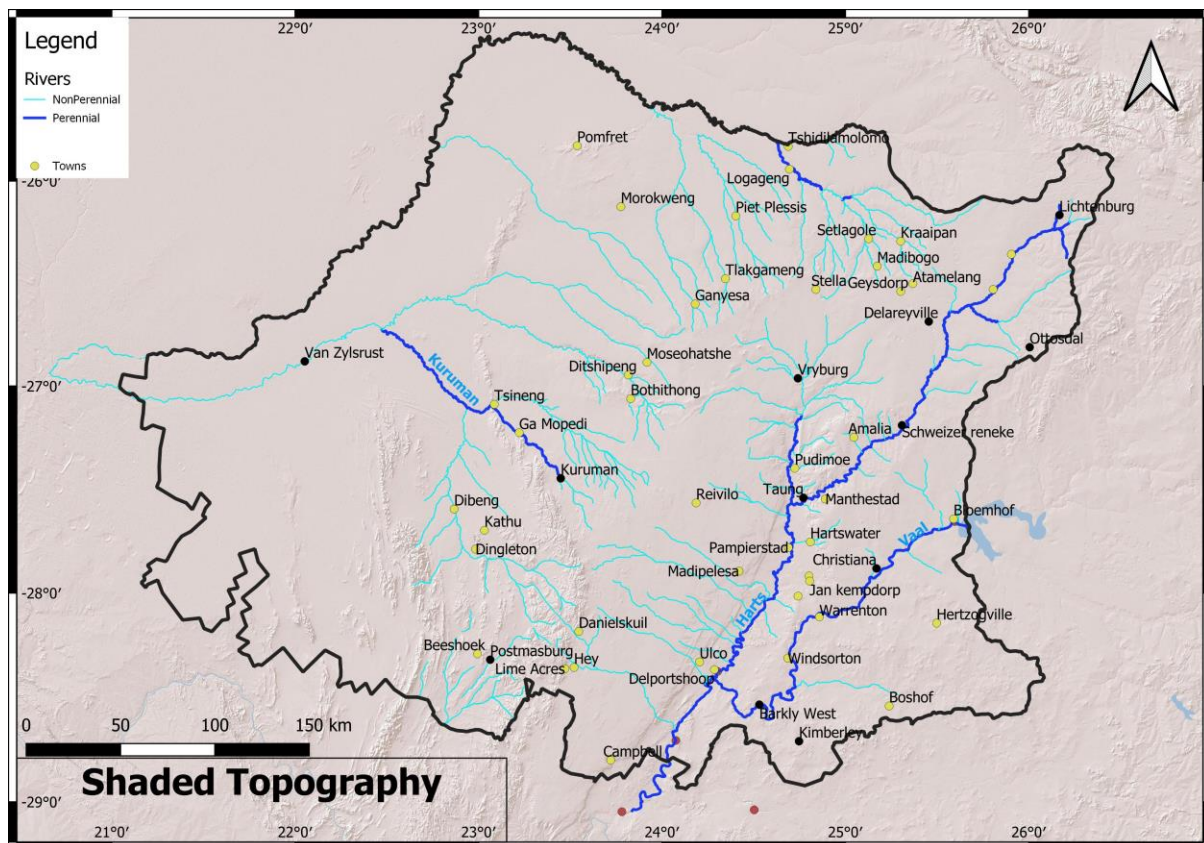 22°0' 23°0' 24°0' 25°0' 26°0'
Legend
Rivers
NonPerennial
Perennial
Towns
Pomfret
Tshidilamolomo
-26°0'
Logageng
Morokweng
Piet Plessis
Lichtenburg
Setlagole
Kraaipan
Madibogo
Tlakgameng
Stella
Geysdorp
Atamelang
Ganyesa
Delareyville
Ottosdal
Van Zylsrust
Moseohatshe
Ditshipeng
Vryburg
-27°0'
Kuruman
Bothithong
Tsineng
Ga Mopedi
Amalia
Schweizer reneke
Kuruman
Pudimoe
Taung
Manthestad
Reivilo
Dibeng
Kathu
Bloemhof
Vaal
Dingleton
Pampierstad
Hartswater
Christiana
Madipelesa
-28°0'
Jan kempdorp
Harts
Warrenton
Hertzogville
Danielskuil
Beeshoek
Postmasburg
Lime Acres
Hey
Ulco
Windsorton
Delportshoop
Boshof
0 50 100 150 km
Barkly West
Kimberley
Campbell
Shaded Topography
-29°0'
21°0' 22°0' 23°0' 24°0' 25°0' 26°0'